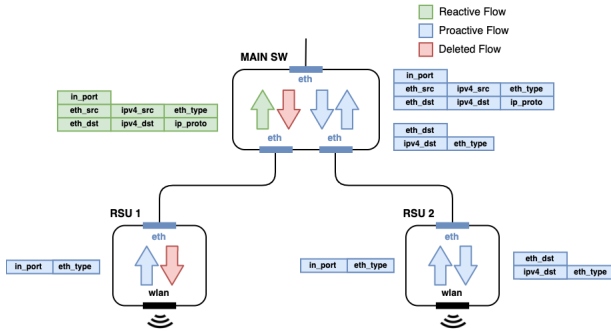 Reactive Flow
Proactive Flow
Deleted Flow
MAIN SW
eth
in_port
eth_src ipv4_src eth_type
eth_dst ipv4_dst ip_proto
in_port
eth_src ipv4_src eth_type
eth_dst ipv4_dst ip_proto
eth_dst
ipv4_dst eth_type
eth eth
RSU 1
eth
in_port eth_type
wlan
RSU 2
eth
in_port eth_type
eth_dst
ipv4_dst eth_type
wlan